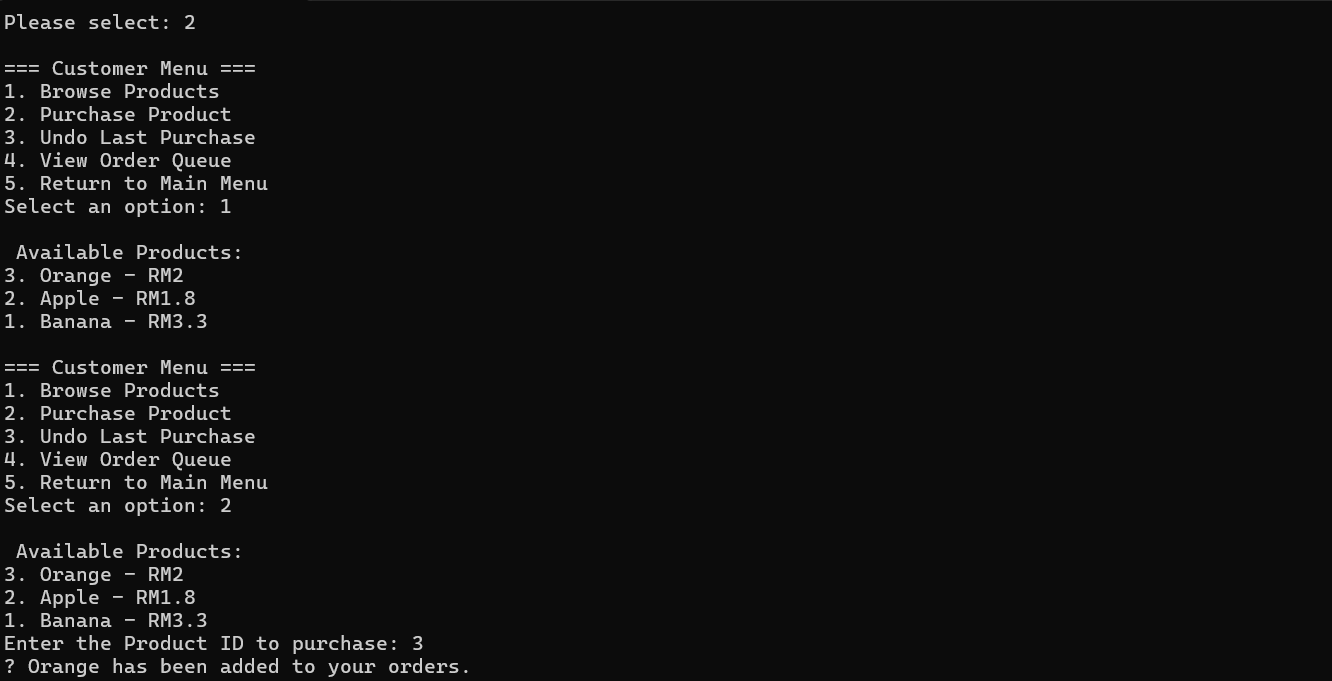 Please select: 2
=== Customer Menu ===
1. Browse Products
2. Purchase Product
3. Undo Last Purchase
4. View Order Queue
5. Return to Main Menu
Select an option: 1
Available Products:
3. Orange - RM2
2. Apple - RM1.8
1. Banana - RM3.3
=== Customer Menu ===
1. Browse Products
2. Purchase Product
3. Undo Last Purchase
4. View Order Queue
5. Return to Main Menu
Select an option: 2
Available Products:
3. Orange - RM2
2. Apple - RM1.8
1. Banana - RM3.3
Enter the Product ID to purchase: 3
? Orange has been added to your orders.